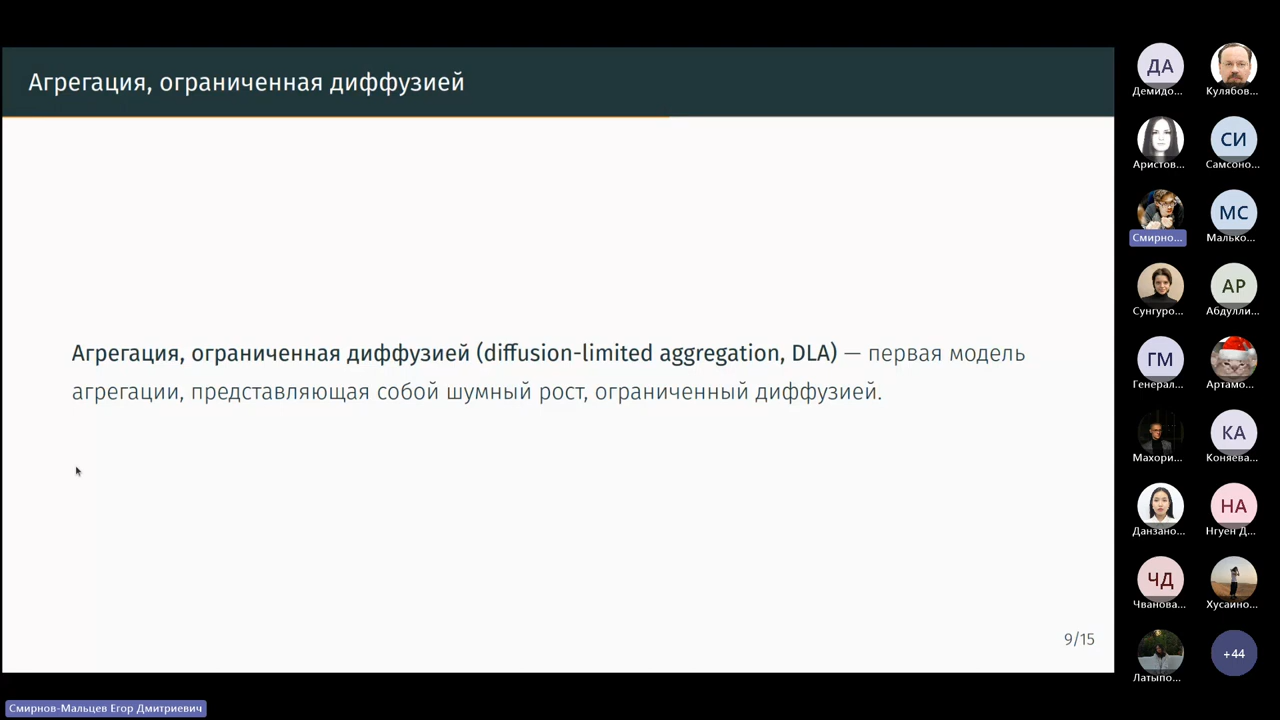 Агрегация, ограниченная диффузией
Агрегация, ограниченная диффузией (diffusion-limited aggregation, DLA) — первая модель
агрегации, представляющая собой шумный рост, ограниченный диффузией.
9/15
ДА
Демидо...
Кулябов...
Аристов...
СИ
Самсоно...
Смирно...
МС
Малько...
Сунгуро...
АР
Абдулли...
ГМ
Генерал...
Артамо...
Махори...
КА
Коняева...
Данзано...
НА
Нгуен Д...
ЧД
Чванова...
Хусаино...
Латыпо...
+44
Смирнов-Мальцев Егор Дмитриевич